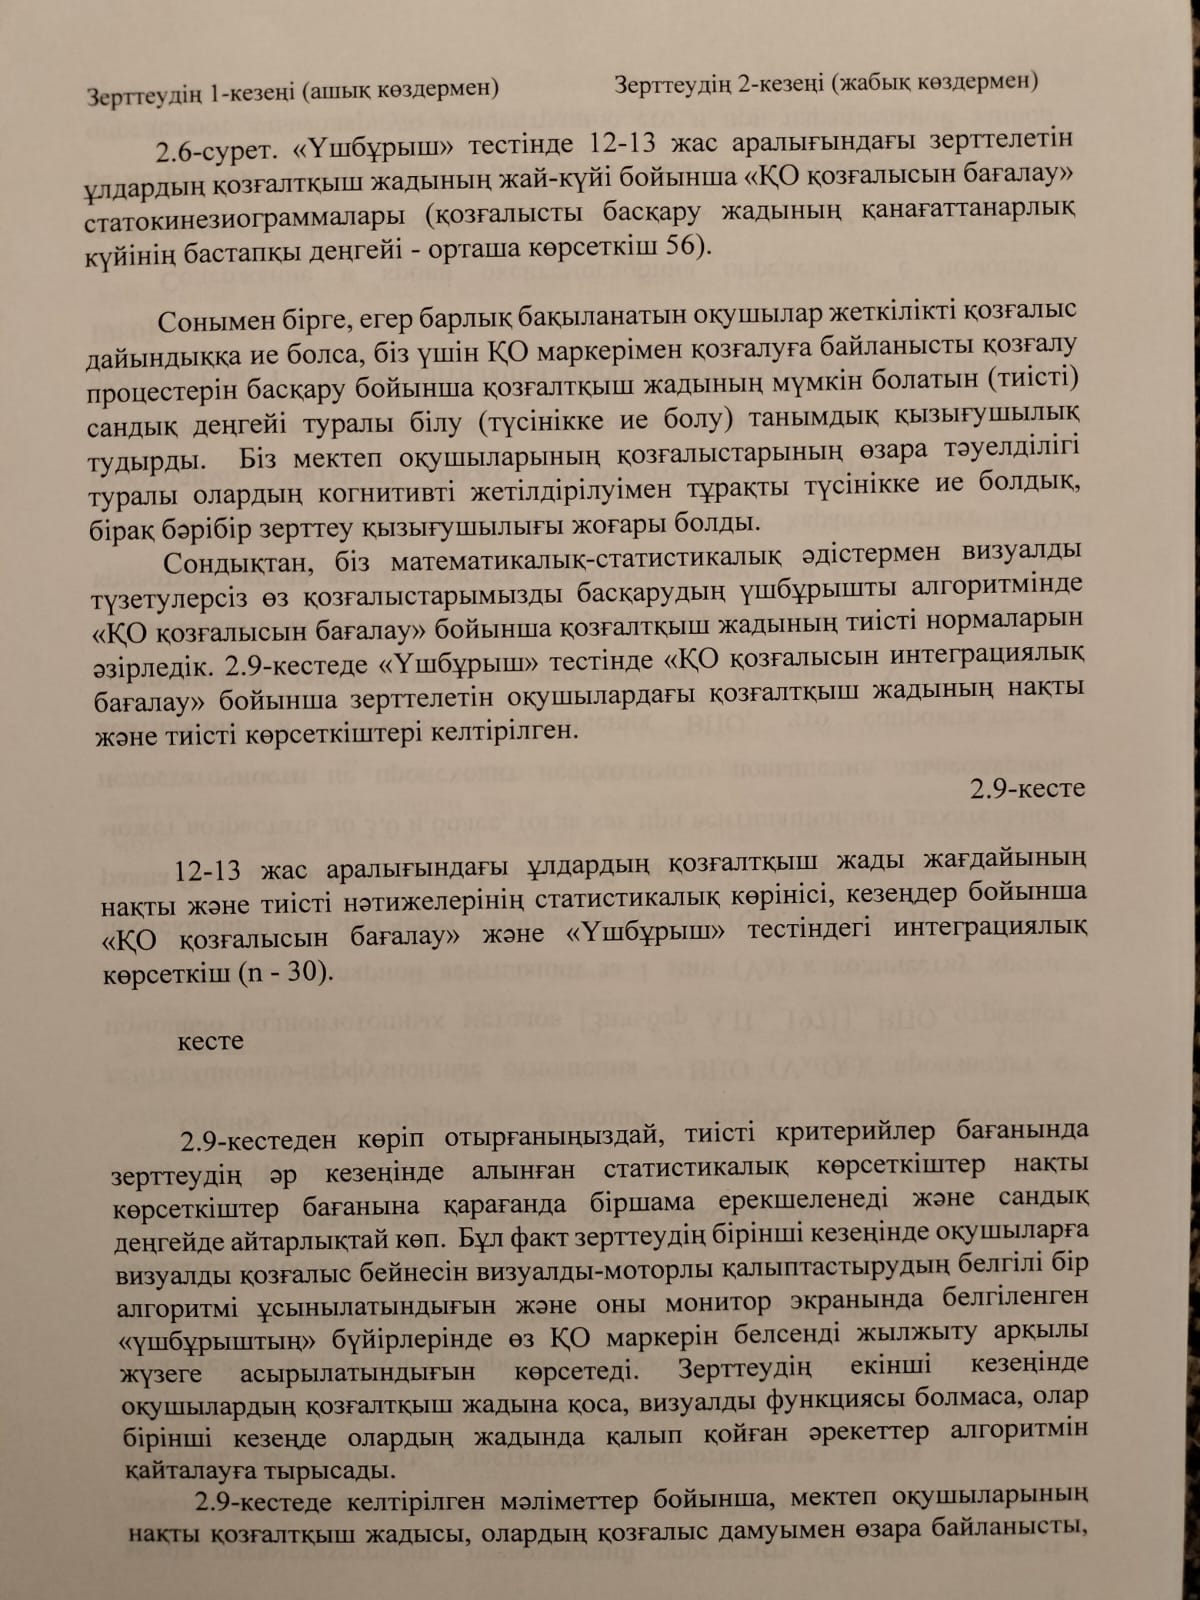 Зерттеудің 1-кезеңі (ашық көздермен) Зерттеудің 2-кезеңі (жабық көздермен)
2.6-сурет. «Үшбұрыш» тестінде 12-13 жас аралығындағы зерттелетін
ұлдардың қозғалтқыш жадының жай-күйі бойынша «ҚО қозғалысын бағалау»
статокинезиограммалары (қозғалысты басқару жадының қанағаттанарлық
күйінің бастапқы деңгейі - орташа көрсеткіш 56).
Сонымен бірге, егер барлық бақыланатын оқушылар жеткілікті қозғалыс
дайындыққа ие болса, біз үшін ҚО маркерімен қозғалуға байланысты қозғалу
процестерін басқару бойынша қозғалтқыш жадының мүмкін болатын (тиісті)
сандық деңгейі туралы білу (түсінікке ие болу) танымдық қызығушылық
тудырды. Біз мектеп оқушыларының қозғалыстарының өзара тәуелділігі
туралы олардың когнитивті жетілдірілуімен тұрақты түсінікке ие болдық,
бірақ бәрібір зерттеу қызығушылығы жоғары болды.
Сондықтан, біз математикалық-статистикалық әдістермен визуалды
түзетулерсіз өз қозғалыстарымызды басқарудың үшбұрышты алгоритмінде
«ҚО қозғалысын бағалау» бойынша қозғалтқыш жадының тиісті нормаларын
әзірледік. 2.9-кестеде «Үшбұрыш» тестінде «ҚО қозғалысын интеграциялық
бағалау» бойынша зерттелетін оқушылардағы қозғалтқыш жадының нақты
және тиісті көрсеткіштері келтірілген.
2.9-кесте
12-13 жас аралығындағы ұлдардың қозғалтқыш жады жағдайының
нақты және тиісті нәтижелерінің статистикалық көрінісі, кезеңдер бойынша
«ҚО қозғалысын бағалау» және «Үшбұрыш» тестіндегі интеграциялық
көрсеткіш (n - 30).
кесте
2.9-кестеден көріп отырғаныңыздай, тиісті критерийлер бағанында
зерттеудің әр кезеңінде алынған статистикалық көрсеткіштер нақты
көрсеткіштер бағанына қарағанда біршама ерекшеленеді және сандық
деңгейде айтарлықтай көп. Бұл факт зерттеудің бірінші кезеңінде оқушыларға
визуалды қозғалыс бейнесін визуалды-моторлы қалыптастырудың белгілі бір
алгоритмі ұсынылатындығын және оны монитор экранында белгіленген
«үшбұрыштың» бүйірлерінде өз ҚО маркерін белсенді жылжыту арқылы
жүзеге асырылатындығын көрсетеді. Зерттеудің екінші кезеңінде
оқушылардың қозғалтқыш жадына қоса, визуалды функциясы болмаса, олар
бірінші кезеңде олардың жадында қалып қойған әрекеттер алгоритмін
қайталауға тырысады.
2.9-кестеде келтірілген мәліметтер бойынша, мектеп оқушыларының
нақты қозғалтқыш жадысы, олардың қозғалыс дамуымен өзара байланысты,